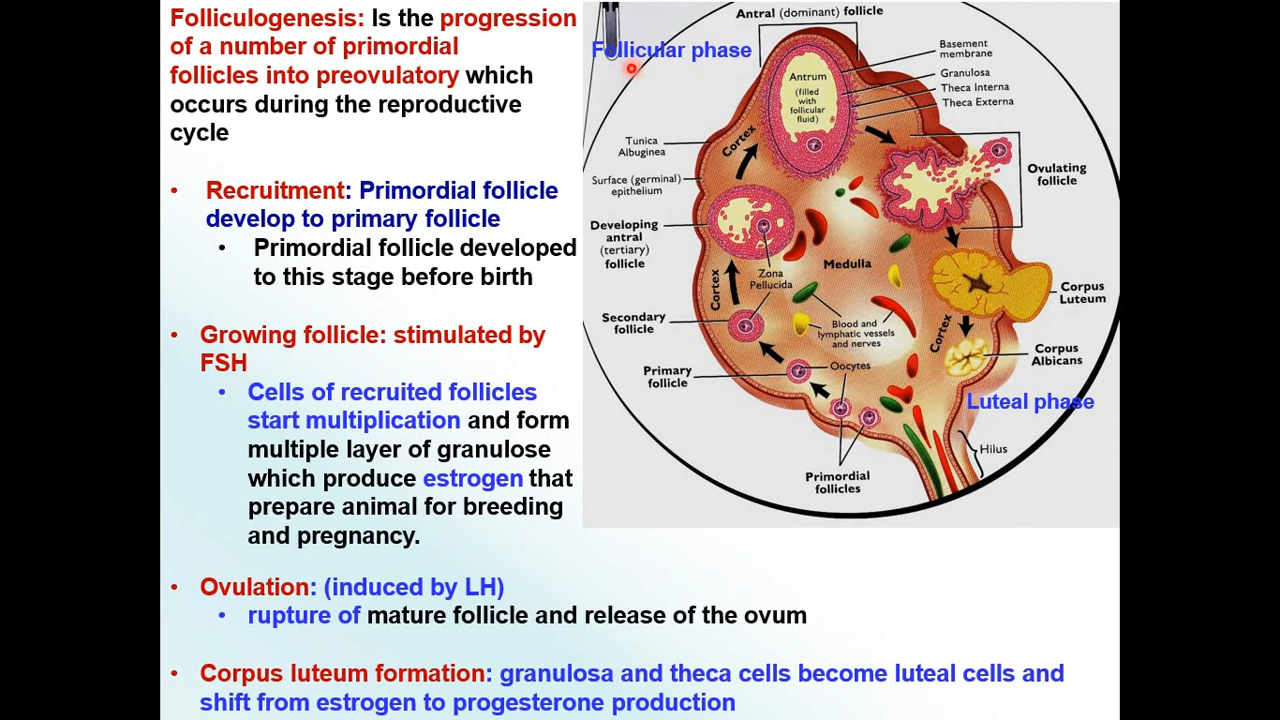 Folliculogenesis: Is the progression
of a number of primordial
follicles into preovulatory which
occurs during the reproductive
cycle
• Recruitment: Primordial follicle
develop to primary follicle
• Primordial follicle developed
to this stage before birth
• Growing follicle: stimulated by
FSH
• Cells of recruited follicles
start multiplication and form
multiple layer of granulose
which produce estrogen that
prepare animal for breeding
and pregnancy.
• Ovulation: (induced by LH)
• rupture of mature follicle and release of the ovum
• Corpus luteum formation: granulosa and theca cells become luteal cells and
shift from estrogen to progesterone production
Antral (dominant) follicle
Follicular phase
Basement
membrane
Granulosa
Theca Interna
Theca Externa
Antrum
(filled
with
follicular
fluid)
Cortex
Tunica
Albuginea
Surface (germinal)
epithelium
Ovulating
follicle
Developing
antral
(tertiary)
follicle
Medulla
Zona
Pellucida
Cortex
Corpus
Luteum
Secondary
follicle
Blood and
lymphatic vessels
and nerves
Cortex
Corpus
Albicans
Primary
follicle
Oocytes
Luteal phase
Hilus
Primordial
follicles